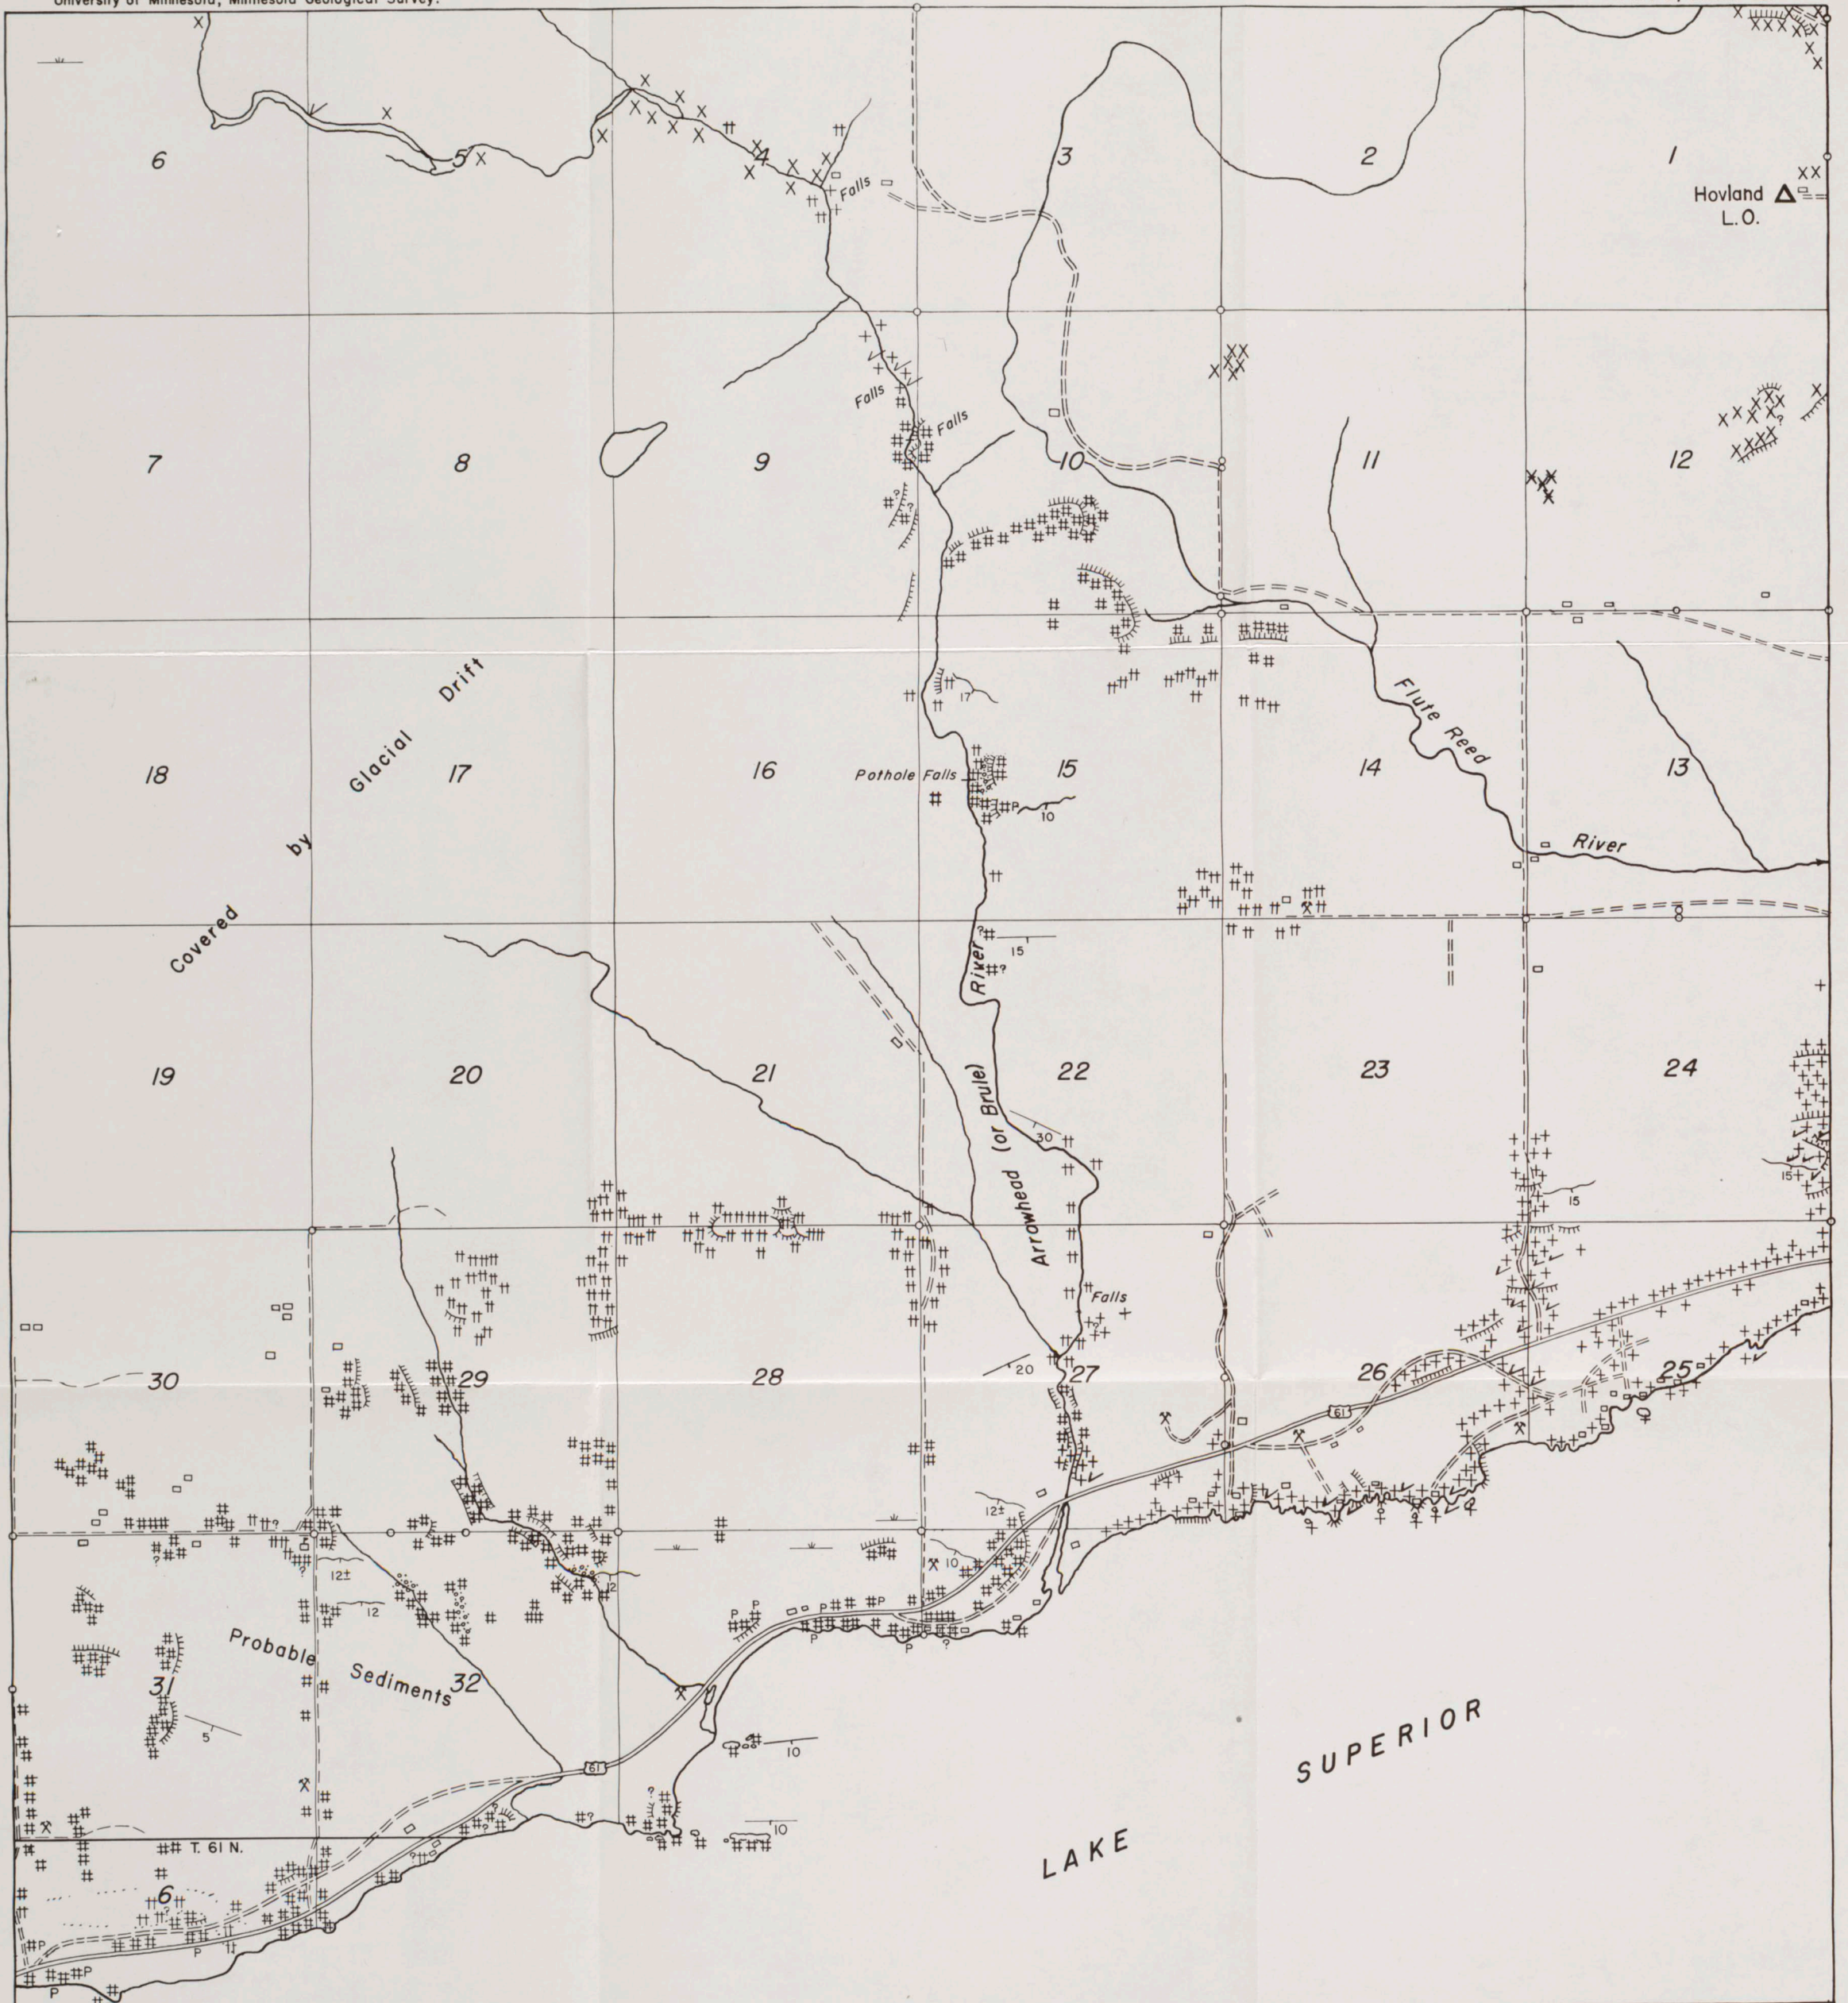 University of Minnesota, Minnesota Geological Survey.
6
5
4
3
2
1
Falls
Hovland
L.O.
Falls
Falls
7
8
9
10
11
12
?
?
?
17
Drift
Glacial
by
Covered
Flute Reed
River
18
17
16
Pothole Falls
15
14
13
P
10
?
15
?
River
(or Brule)
Arrowhead
19
20
21
22
23
24
30
15
15
Falls
30
29
28
20
27
26
25
61
12±
10
?
?
?
12±
12
12
P
P
P
P
P
P
?
Probable
Sediments
31
32
5
10
61
10
?
?
?
?
T. 61 N.
?
6
?
P
P
P
P
LAKE
SUPERIOR